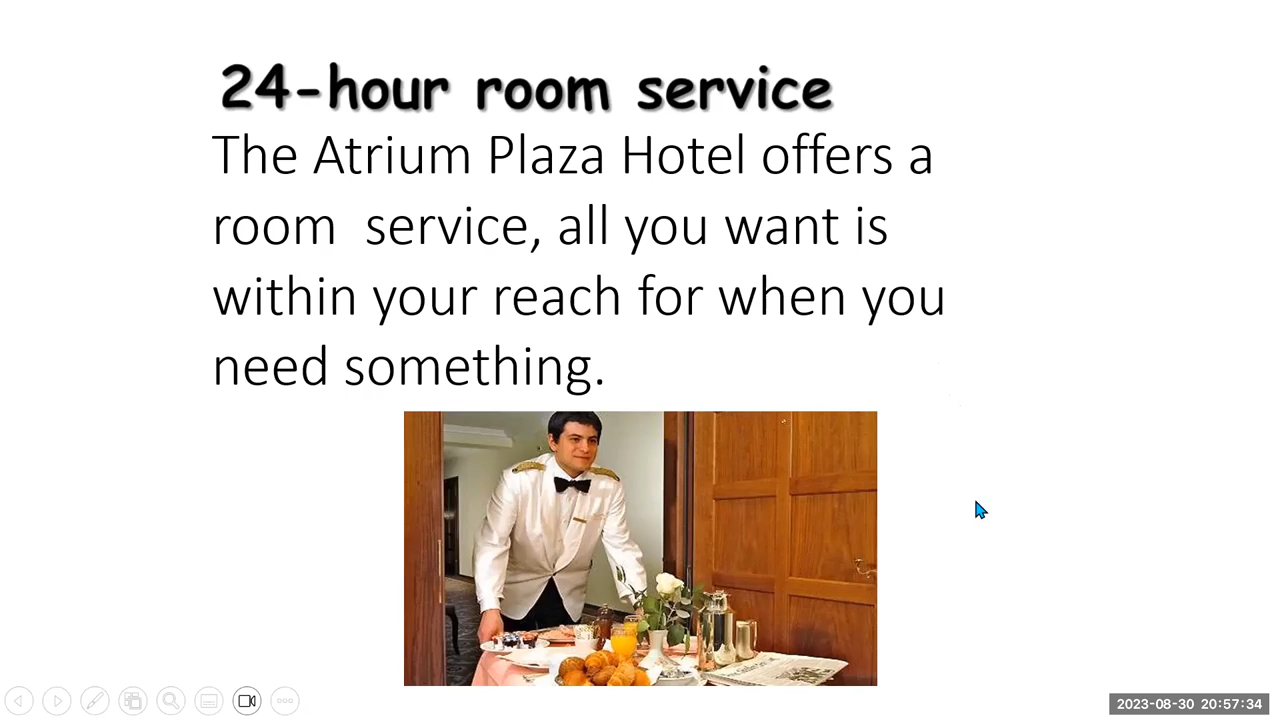 24-hour room service
The Atrium Plaza Hotel offers a
room  service, all you want is
within your reach for when you
need something.
2023-08-30 20:57:34